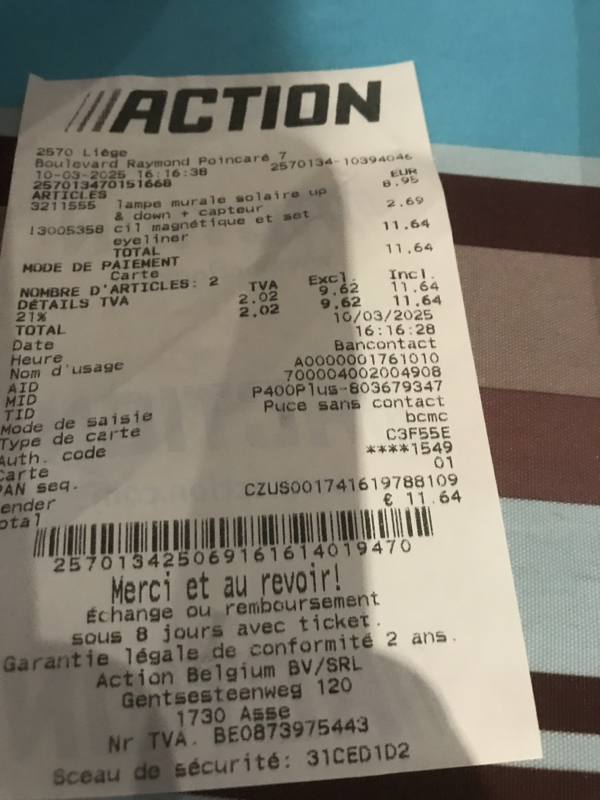 ///ACTION
2570 Liége
Boulevard Raymond Poincaré 7
10-03-2025 16:16:38 2570134-10394046
257013470151668 EUR
ARTICLES
3211555 lampe murale solaire up 8.95
& down + capteur
13005358 cil magnétique et set 2.69
eyeliner
TOTAL 11.64
MODE DE PAIEMENT
Carte 11.64
NOMBRE D'ARTICLES: 2
DÉTAILS TVA TVA Excl. Incl.
21% 2.02 9.62 11.64
TOTAL 2.02 9.62 11.64
Date 10/03/2025
Heure 16:16:28
Nom d'usage Bancontact
AID A0000001761010
MID 700004002004908
TID P400Plus-803679347
Mode de saisie Puce sans contact
Type de carte bcmc
Auth. code C3F55E
Carte ****1549
PAN seq. 01
ender CZUS001741619788109
otal € 11.64
257013425069161614019470
Merci et au revoir!
Échange ou remboursement
sous 8 jours avec ticket.
Garantie légale de conformité 2 ans.
Action Belgium BV/SRL
Gentsesteenweg 120
1730 Asse
Nr TVA. BE0873975443
Sceau de sécurité: 31CED1D2